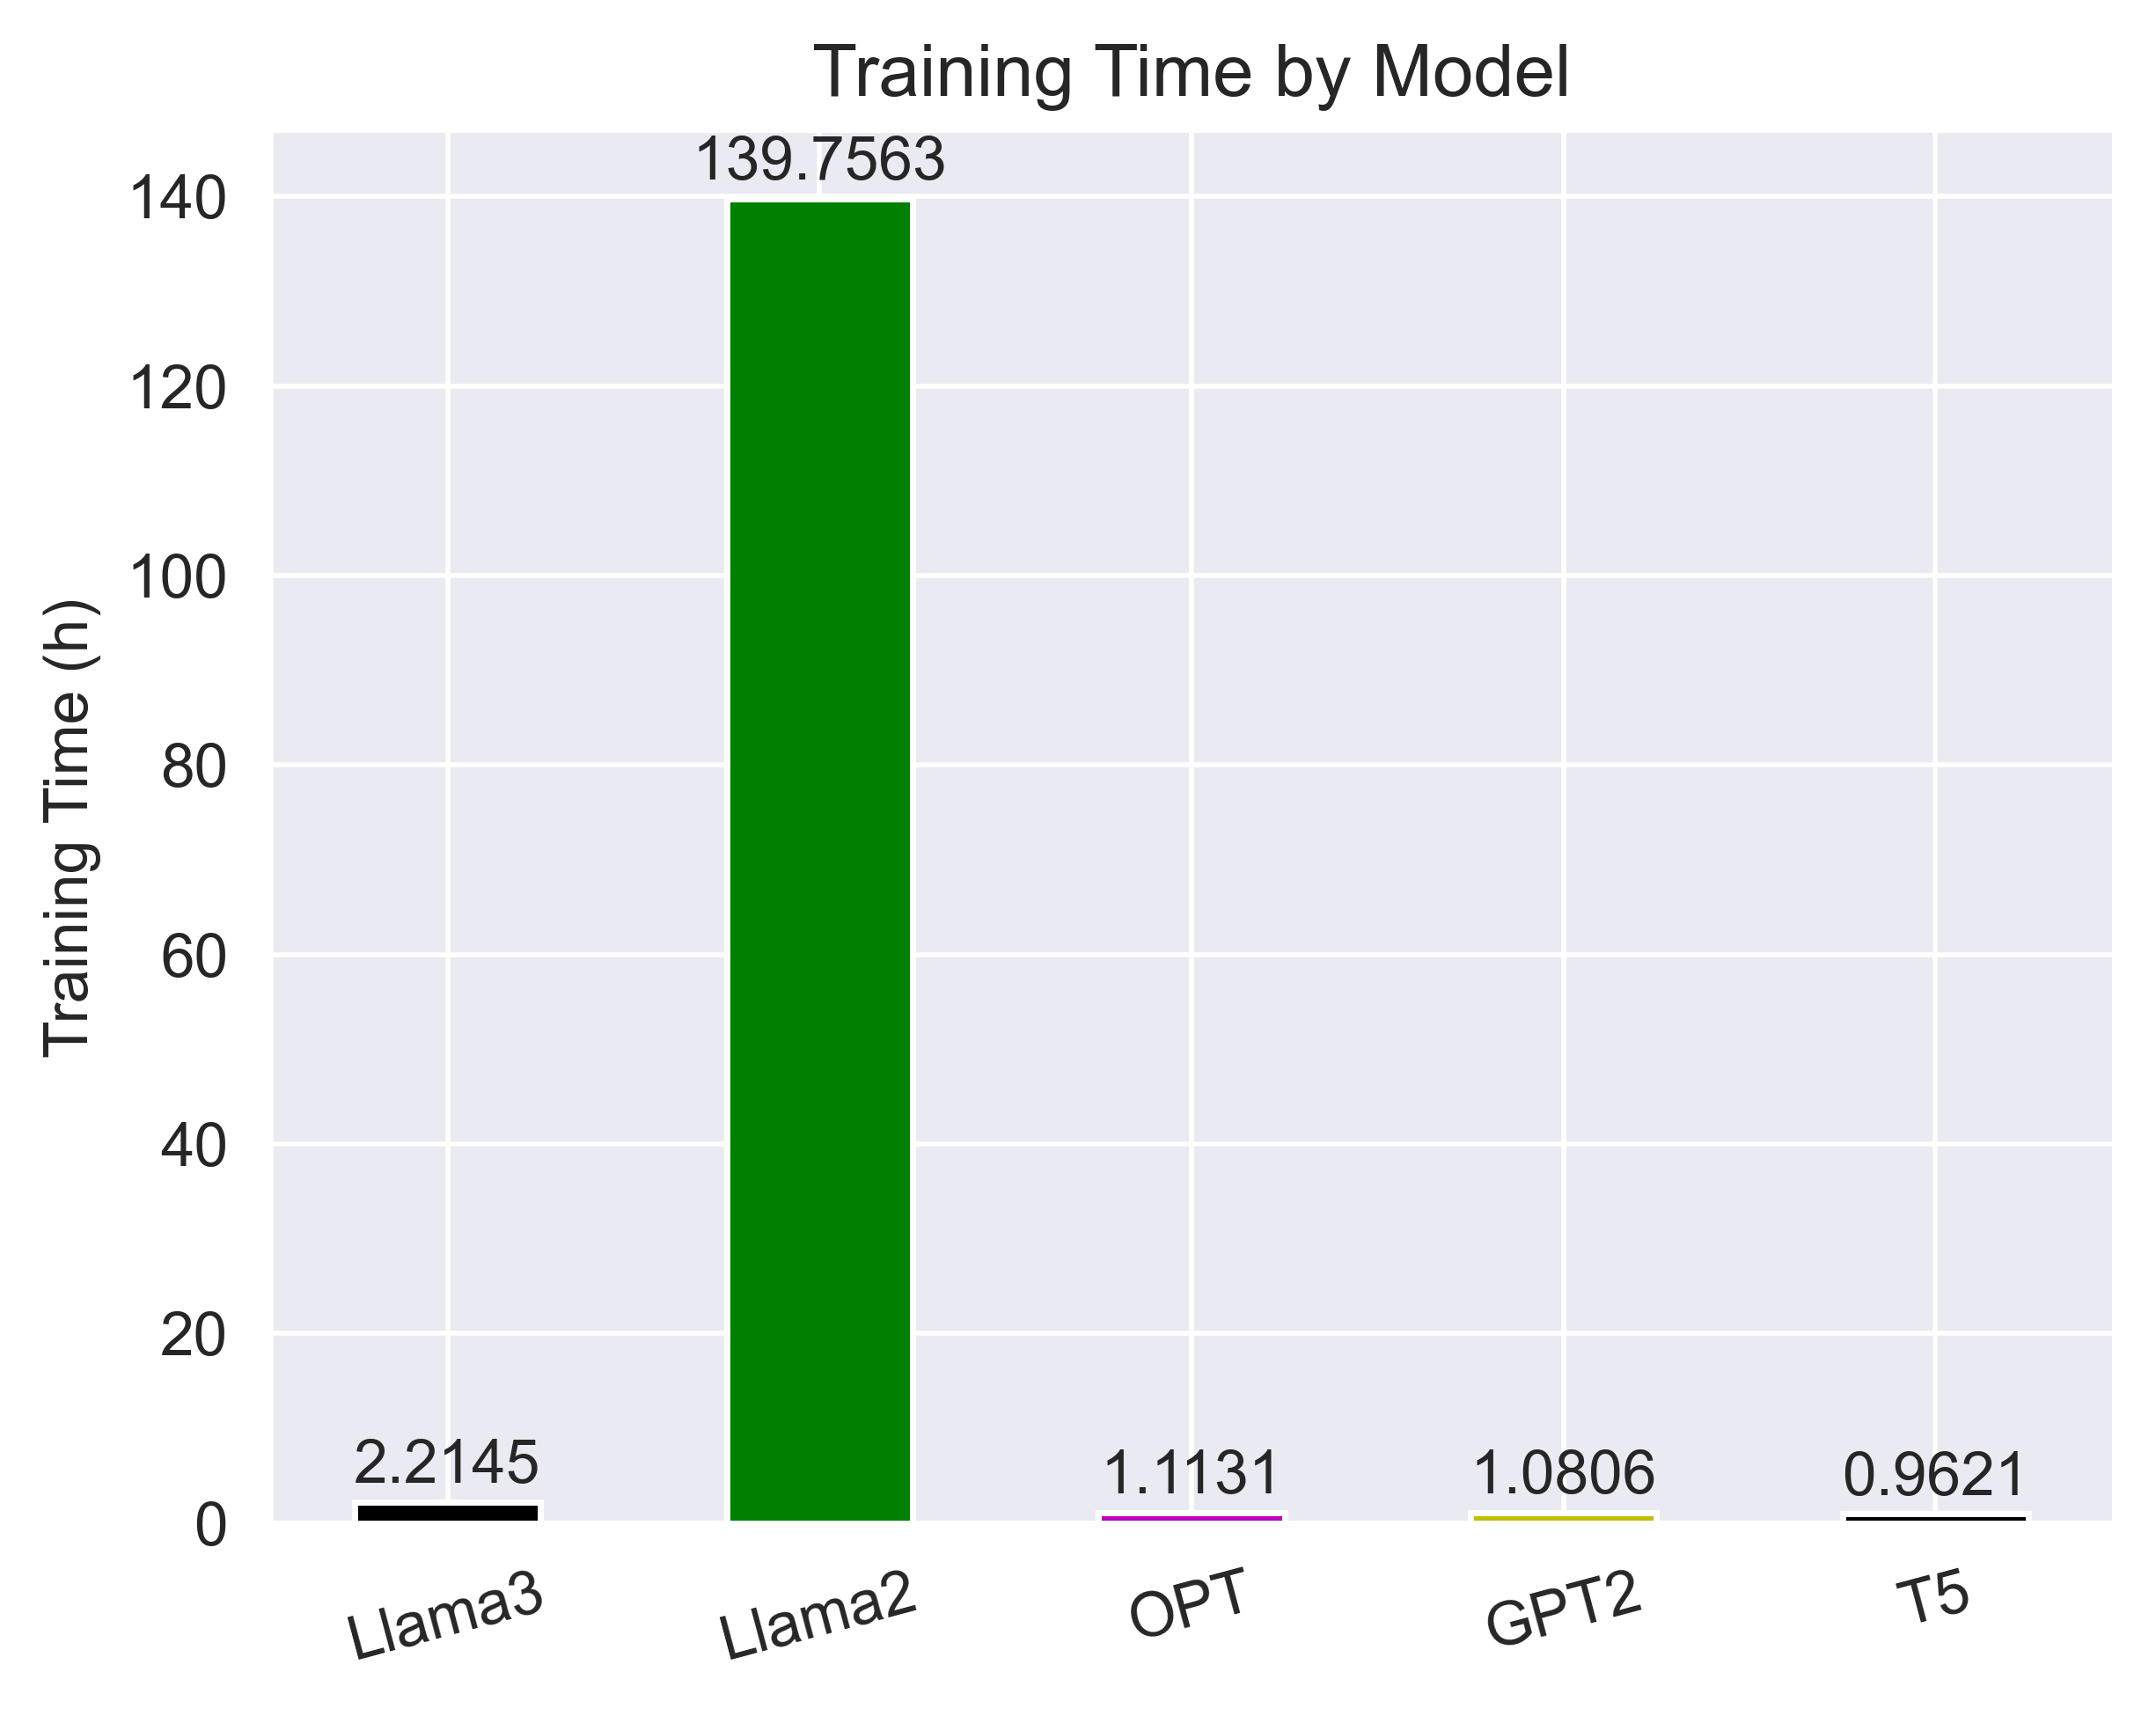 Training Time by Model
Training Time (h)
140
120
100
80
60
40
20
0
2.2145
139.7563
1.1131
1.0806
0.9621
Llama3
Llama2
OPT
GPT2
T5